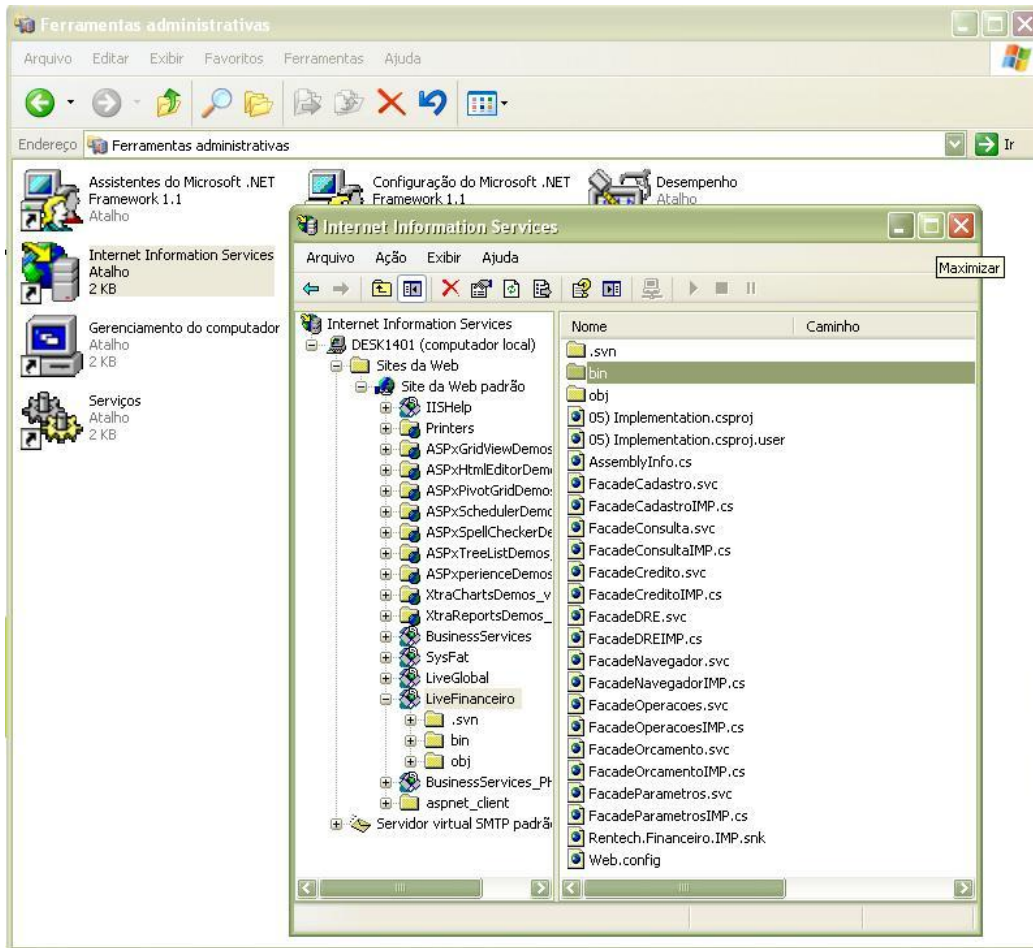 Ferramentas administrativas
Arquivo Editar Exibir Favoritos Ferramentas Ajuda
Endereço Ferramentas administrativas Ir
Assistentes do Microsoft .NET Framework 1.1
Atalho
Configuração do Microsoft .NET Framework 1.1
Desempenho
Atalho
Internet Information Services
Atalho
2 KB
Gerenciamento do computador
Atalho
2 KB
Serviços
Atalho
2 KB
Internet Information Services
Maximizar
Arquivo Ação Exibir Ajuda
Internet Information Services
DESK1401 (computador local)
Sites da Web
Site da Web padrão
IISHelp
Printers
ASPxGridViewDemos
ASPxHtmlEditorDem
ASPxPivotGridDemo
ASPxSchedulerDemo
ASPxSpellCheckerDe
ASPxTreeListDemos_
ASPxperienceDemos
XtraChartsDemos_v
XtraReportsDemos_
BusinessServices
SysFat
LiveGlobal
LiveFinanceiro
.svn
bin
obj
BusinessServices_Pr
aspnet_client
Servidor virtual SMTP padrã
Nome Caminho
.svn
bin
obj
05) Implementation.csproj
05) Implementation.csproj.user
AssemblyInfo.cs
FacadeCadastro.svc
FacadeCadastroIMP.cs
FacadeConsulta.svc
FacadeConsultaIMP.cs
FacadeCredito.svc
FacadeCreditoIMP.cs
FacadeDRE.svc
FacadeDREIMP.cs
FacadeNavegador.svc
FacadeNavegadorIMP.cs
FacadeOperacoes.svc
FacadeOperacoesIMP.cs
FacadeOrcamento.svc
FacadeOrcamentoIMP.cs
FacadeParametros.svc
FacadeParametrosIMP.cs
Rentech.Financeiro.IMP.snk
Web.config